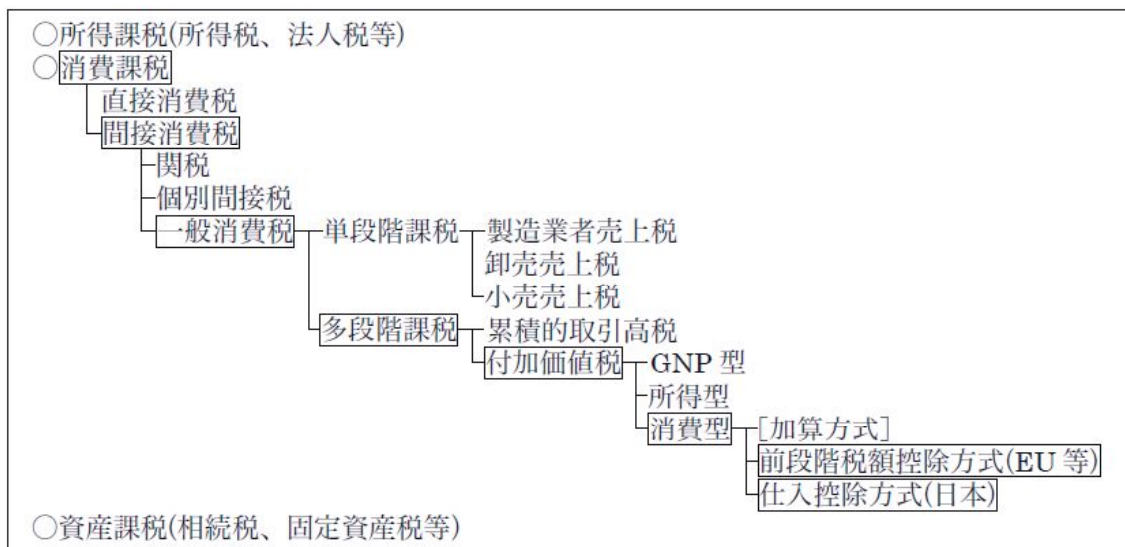 ○所得課税(所得税、法人税等)
○消費課税
直接消費税
間接消費税
関税
個別間接税
一般消費税 単段階課税 製造業者売上税
卸売売上税
小売売上税
多段階課税 累積的取引高税
付加価値税 GNP 型
所得型
消費型 [加算方式]
前段階税額控除方式(EU 等)
仕入控除方式(日本)
○資産課税(相続税、固定資産税等)